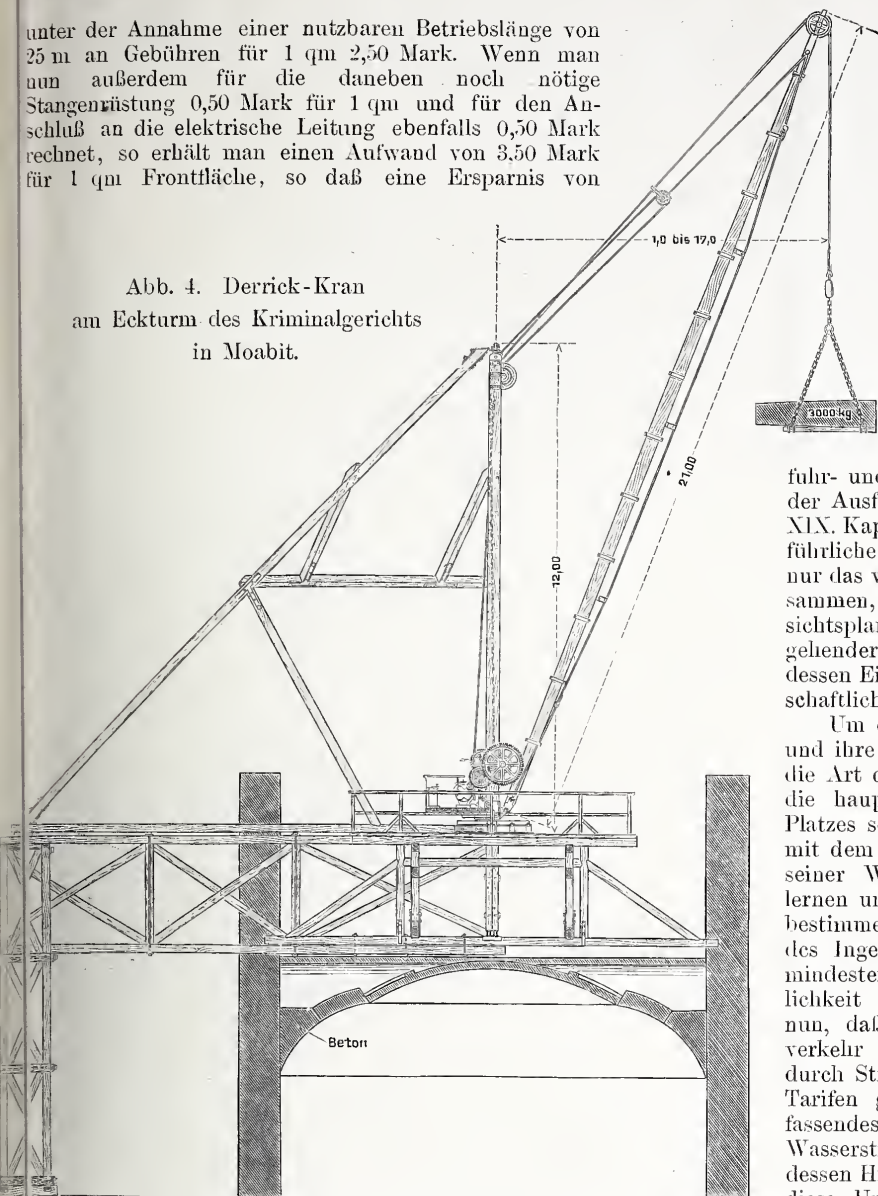 unter der Annahme einer nutzbaren Betriebslänge von
25 m an Gebühren für 1 qm 2,50 Mark. Wenn man
nun außerdem für die daneben noch nötige
Stangenrüstung 0,50 Mark für 1 qm und für den An-
schluß an die elektrische Leitung ebenfalls 0,50 Mark
rechnet, so erhält man einen Aufwand von 3,50 Mark
für 1 qm Frontfläche, so daß eine Ersparnis von
Abb. 4. Derrick-Kran
am Eckturm des Kriminalgerichts
in Moabit.
1,0 bis 17,0
3000 kg
21,00
12,00
Beton
fuhr- und
der Ausf
XIX. Kap
führliche
nur das v
sammen,
sichtsplan
gehender
dessen Ei
schaftlich
Um
und ihre
die Art
die haup
Platzes s
mit dem
seiner W
lernen un
bestimme
des Inge
mindeste
lichkeit
nun, daß
verkehr
durch St
Tarifen
fassendes
Wasserst
dessen H